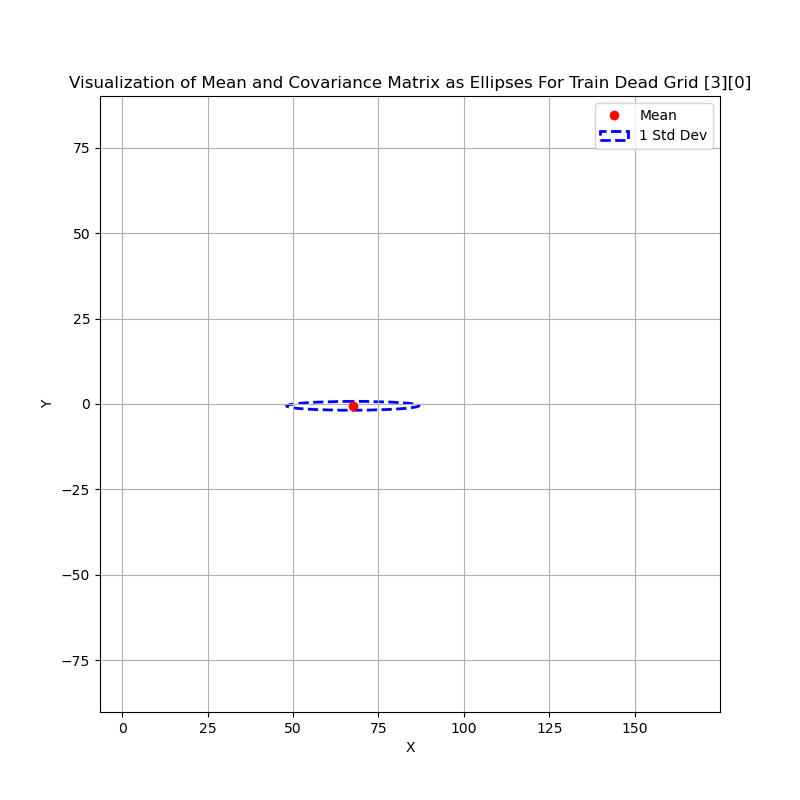 Visualization of Mean and Covariance Matrix as Ellipses For Train Dead Grid [3][0]
Mean
1 Std Dev
75
50
25
0
−25
−50
−75
Y
0
25
50
75
100
125
150
X